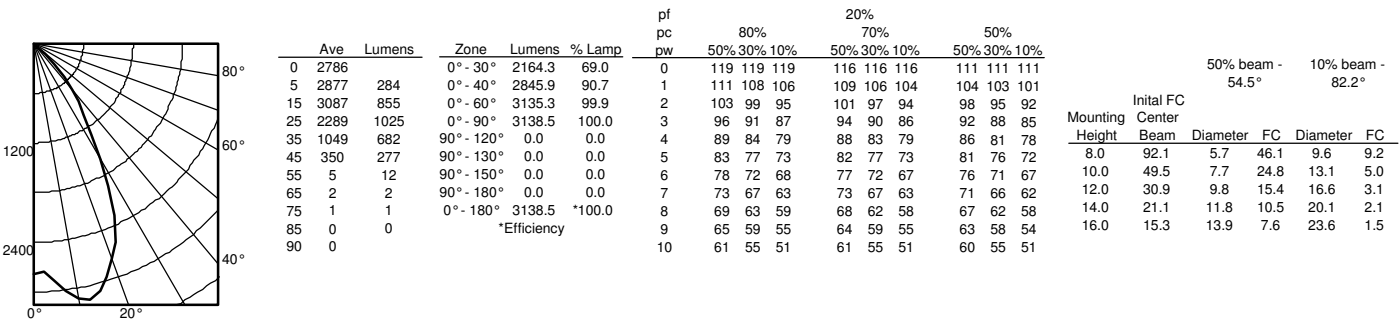 80°
60°
40°
20°
0°
1200
2400
Ave Lumens
0 2786
5 2877 284
15 3087 855
25 2289 1025
35 1049 682
45 350 277
55 5 12
65 2 2
75 1 1
85 0 0
90 0
Zone Lumens % Lamp
0°- 30° 2164.3 69.0
0°- 40° 2845.9 90.7
0°- 60° 3135.3 99.9
0°- 90° 3138.5 100.0
90°- 120° 0.0 0.0
90°- 130° 0.0 0.0
90°- 150° 0.0 0.0
90°- 180° 0.0 0.0
0°- 180° 3138.5 *100.0
*Efficiency
pf 20%
pc 80% 70% 50%
pw 50% 30% 10% 50% 30% 10% 50% 30% 10%
0 119 119 119 116 116 116 111 111 111
1 111 108 106 109 106 104 104 103 101
2 103 99 95 101 97 94 98 95 92
3 96 91 87 94 90 86 92 88 85
4 89 84 79 88 83 79 86 81 78
5 83 77 73 82 77 73 81 76 72
6 78 72 68 77 72 67 76 71 67
7 73 67 63 73 67 63 71 66 62
8 69 63 59 68 62 58 67 62 58
9 65 59 55 64 59 55 63 58 54
10 61 55 51 61 55 51 60 55 51
50% beam - 10% beam -
54.5° 82.2°
Inital FC
Mounting Center
Height Beam Diameter FC Diameter FC
8.0 92.1 5.7 46.1 9.6 9.2
10.0 49.5 7.7 24.8 13.1 5.0
12.0 30.9 9.8 15.4 16.6 3.1
14.0 21.1 11.8 10.5 20.1 2.1
16.0 15.3 13.9 7.6 23.6 1.5